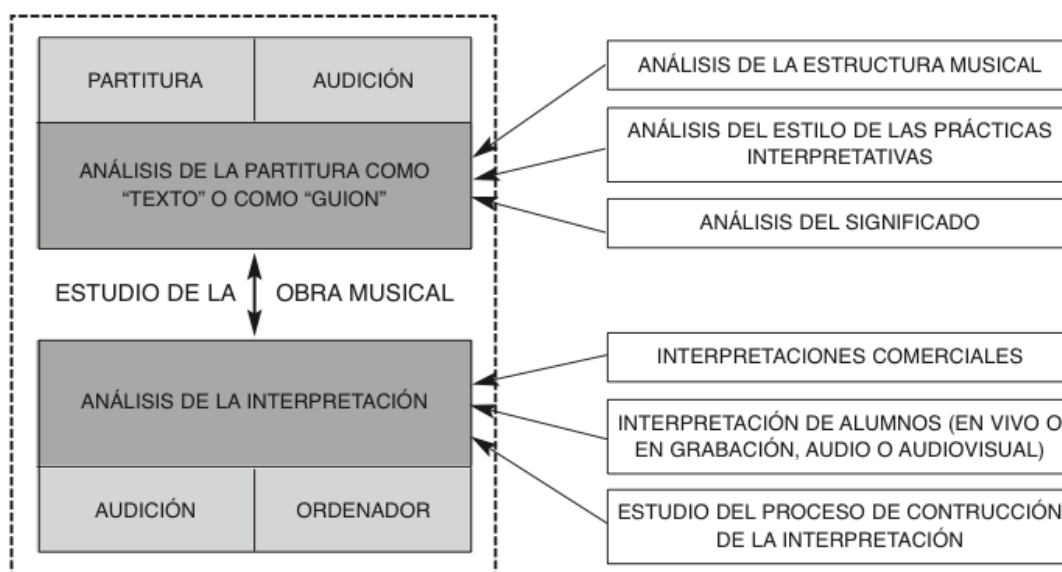 PARTITURA
AUDICIÓN
ANÁLISIS DE LA PARTITURA COMO
“TEXTO” O COMO “GUION”
ESTUDIO DE LA OBRA MUSICAL
ANÁLISIS DE LA INTERPRETACIÓN
AUDICIÓN
ORDENADOR
ANÁLISIS DE LA ESTRUCTURA MUSICAL
ANÁLISIS DEL ESTILO DE LAS PRÁCTICAS
INTERPRETATIVAS
ANÁLISIS DEL SIGNIFICADO
INTERPRETACIONES COMERCIALES
INTERPRETACIÓN DE ALUMNOS (EN VIVO O
EN GRABACIÓN, AUDIO O AUDIOVISUAL)
ESTUDIO DEL PROCESO DE CONTRUCCIÓN
DE LA INTERPRETACIÓN